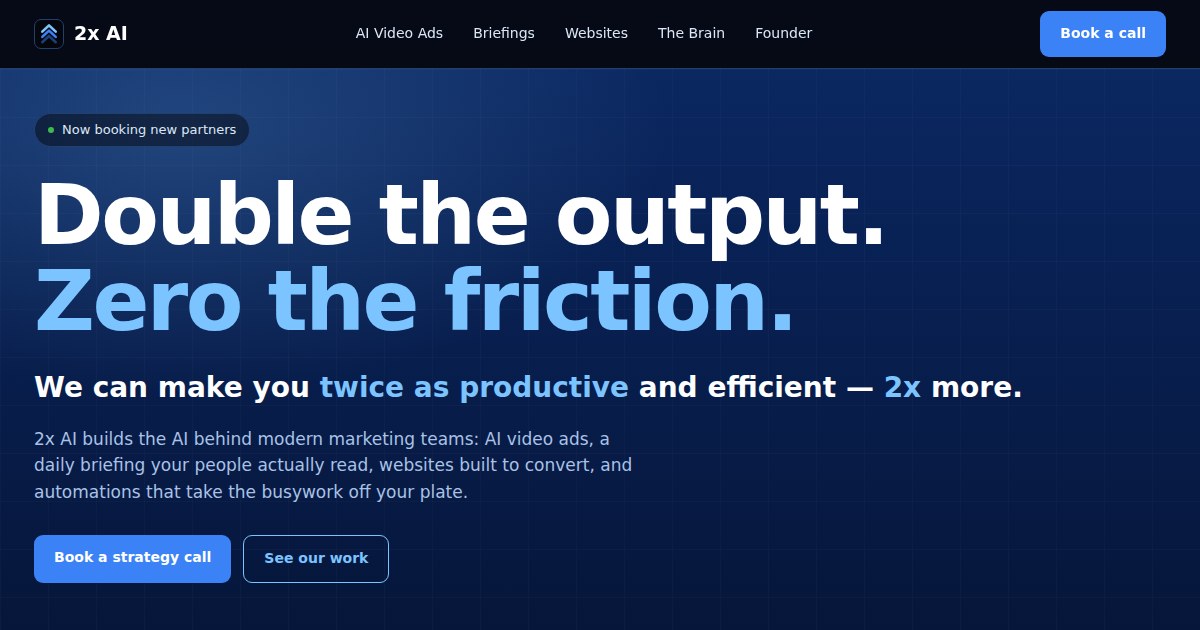 2x AI
AI Video Ads
Briefings
Websites
The Brain
Founder
Book a call
Now booking new partners
Double the output.
Zero the friction.
We can make you twice as productive and efficient — 2x more.
2x AI builds the AI behind modern marketing teams: AI video ads, a
daily briefing your people actually read, websites built to convert, and
automations that take the busywork off your plate.
Book a strategy call
See our work